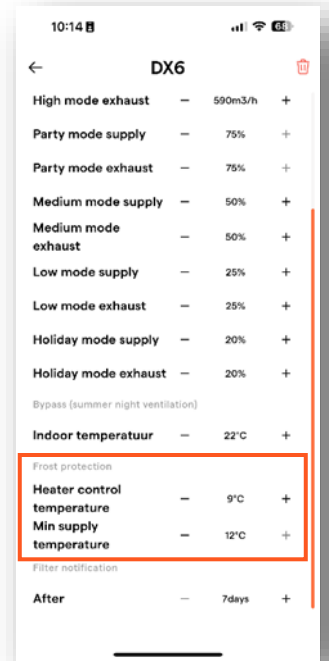 10:14 68
DX6
High mode exhaust – 590m3/h +
Party mode supply – 75% +
Party mode exhaust – 75% +
Medium mode supply – 50% +
Medium mode
exhaust – 50% +
Low mode supply – 25% +
Low mode exhaust – 25% +
Holiday mode supply – 20% +
Holiday mode exhaust – 20% +
Bypass (summer night ventilation)
Indoor temperatuur – 22°C +
Frost protection
Heater control
temperature – 9°C +
Min supply
temperature – 12°C +
Filter notification
After – 7days +